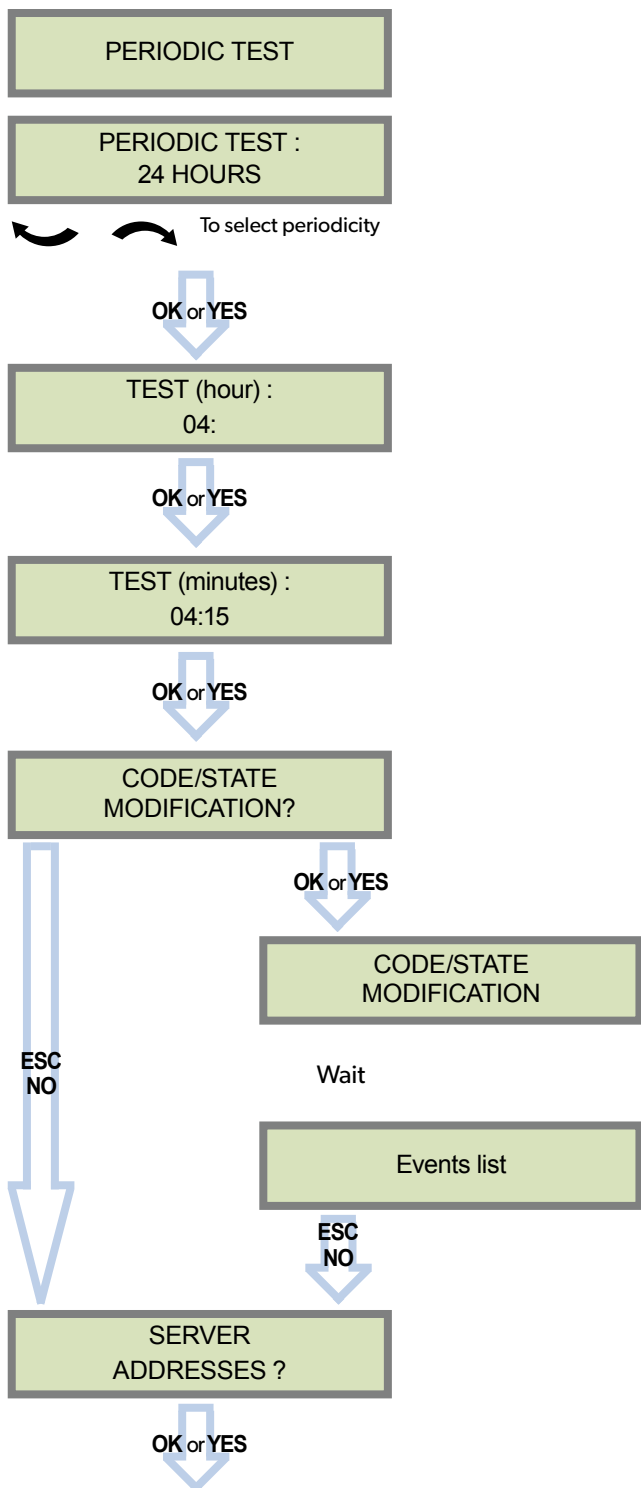 PERIODIC TEST
PERIODIC TEST :
24 HOURS
To select periodicity
OK or YES
TEST (hour) :
04:
OK or YES
TEST (minutes) :
04:15
OK or YES
CODE/STATE
MODIFICATION?
OK or YES
CODE/STATE
MODIFICATION
ESC
NO
Wait
Events list
ESC
NO
SERVER
ADDRESSES ?
OK or YES